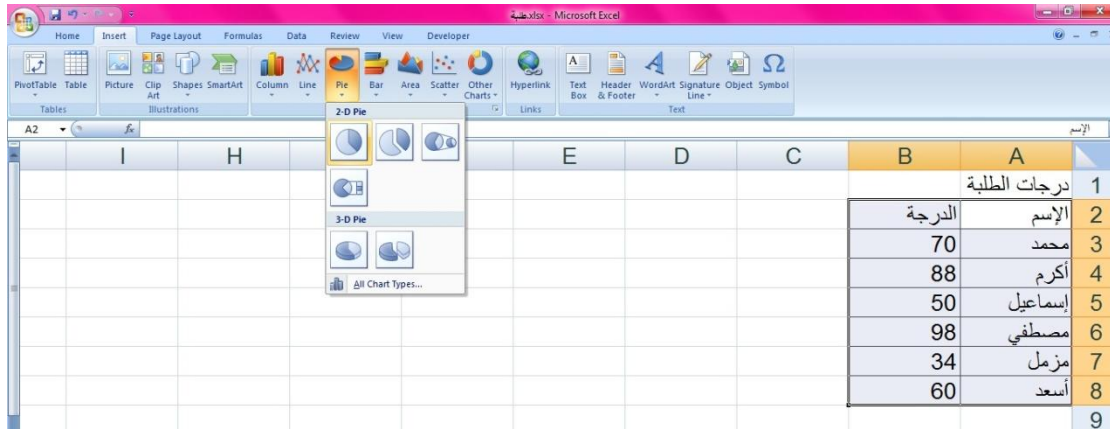 طلبة.xlsx - Microsoft Excel
Home Insert Page Layout Formulas Data Review View Developer
PivotTable Table Picture Clip Art Shapes SmartArt Column Line Pie Bar Area Scatter Other Charts Hyperlink Text Box Header & Footer WordArt Signature Line Object Symbol
Tables Illustrations Links Text
A2 fx الإسم
2-D Pie
3-D Pie
All Chart Types...
I H E D C B A
1 درجات الطلبة
2 الإسم الدرجة
3 محمد 70
4 أكرم 88
5 إسماعيل 50
6 مصطفي 98
7 مزمل 34
8 أسعد 60
9